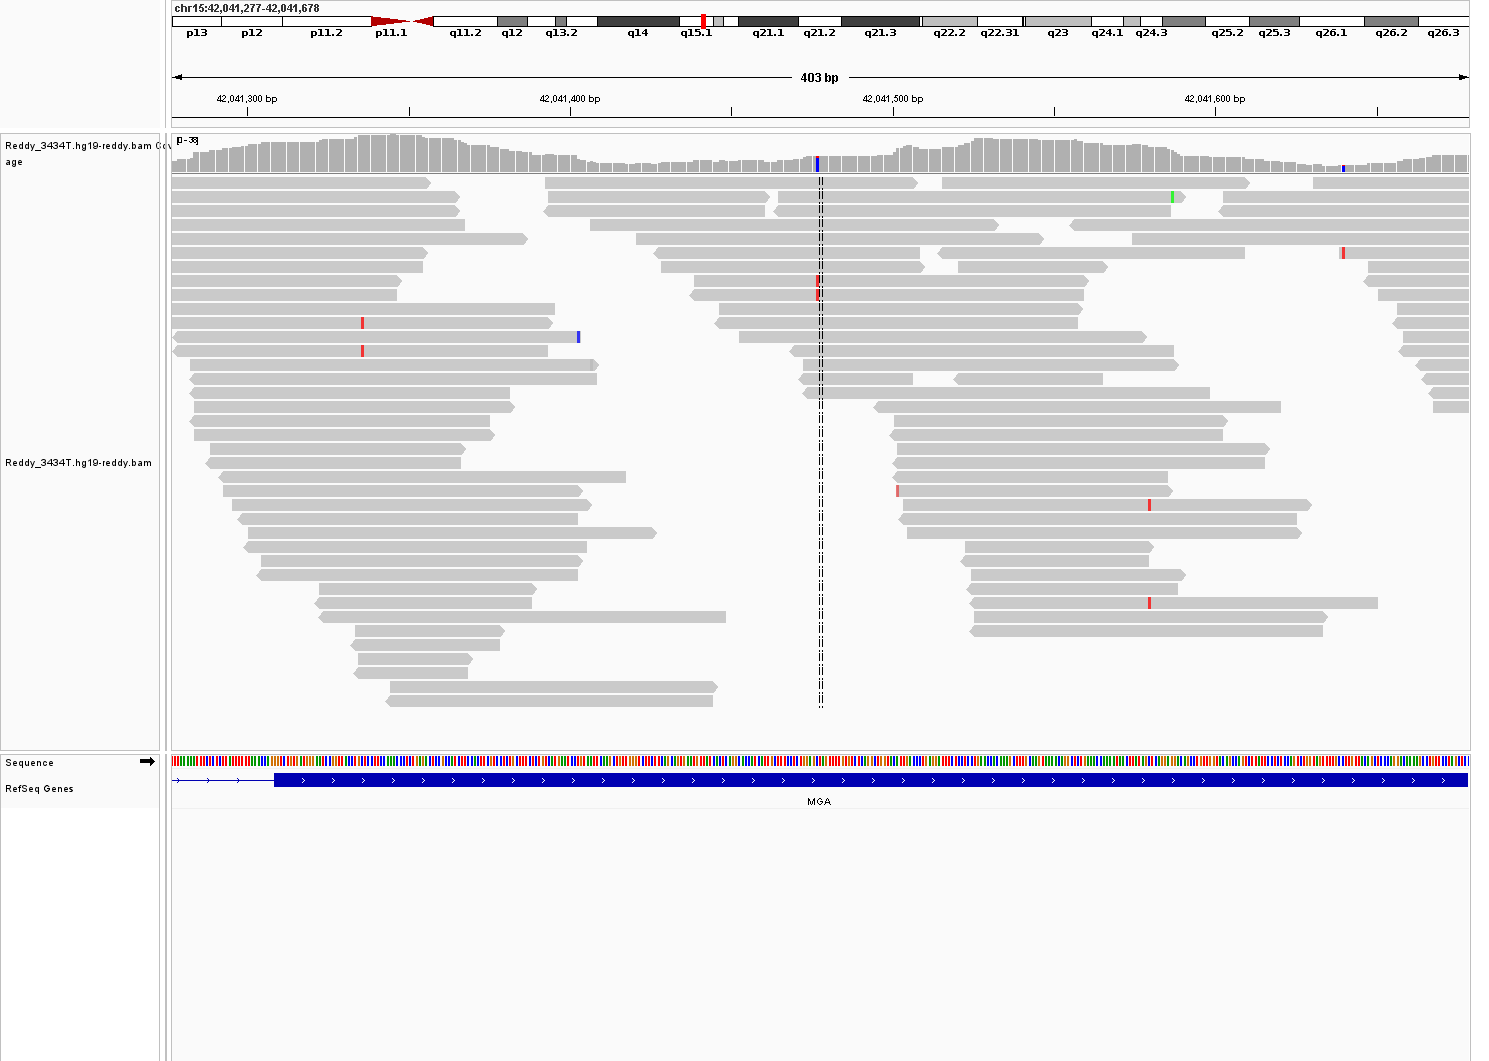 chr15:42,041,277-42,041,678
p13 p12 p11.2 p11.1 q11.2 q12 q13.2 q14 q15.1 q21.1 q21.2 q21.3 q22.2 q22.31 q23 q24.1 q24.3 q25.2 q25.3 q26.1 q26.2 q26.3
403 bp
42,041,300 bp 42,041,400 bp 42,041,500 bp 42,041,600 bp
Reddy_3434T.hg19-reddy.bam Cov
age
[0-38]
Reddy_3434T.hg19-reddy.bam
Sequence
RefSeq Genes
MGA